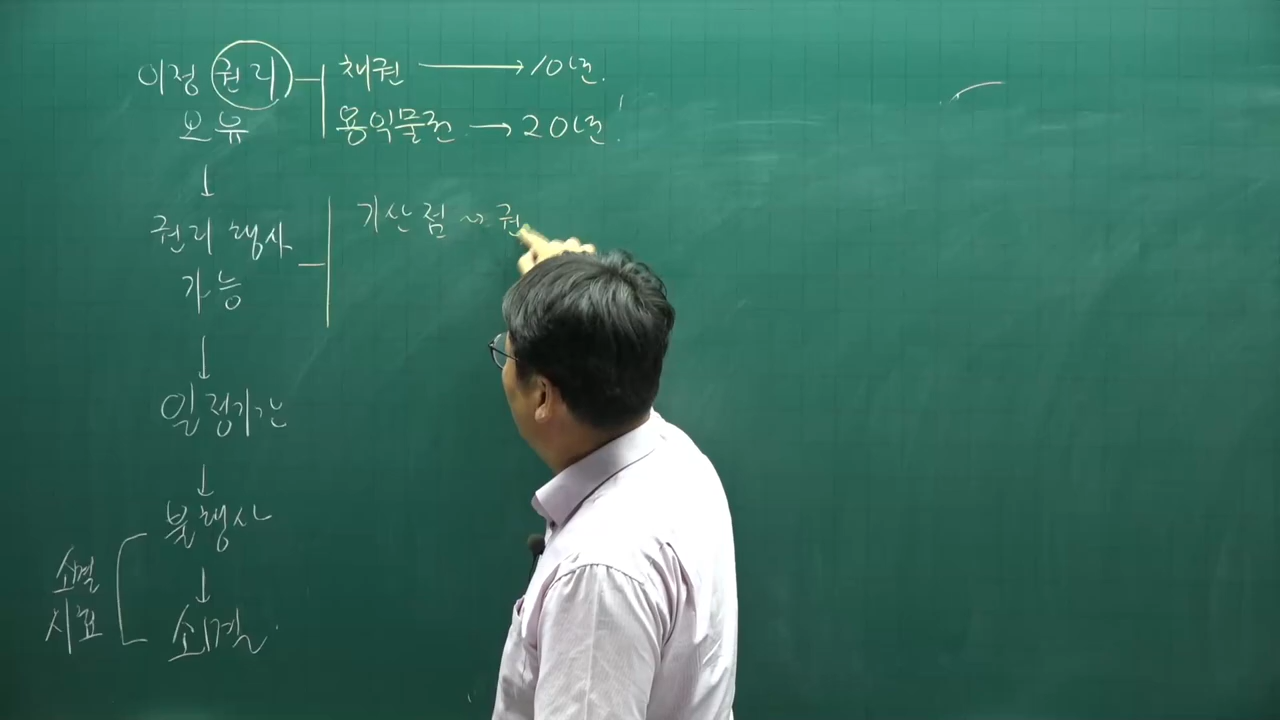 이정 권리 채권 → 10년.
보유 용익물권 → 20년!
↓
권리 행사 기산점 ~> 권
가능
↓
일정기간
↓
불행사
↓
소멸
시효
소멸.